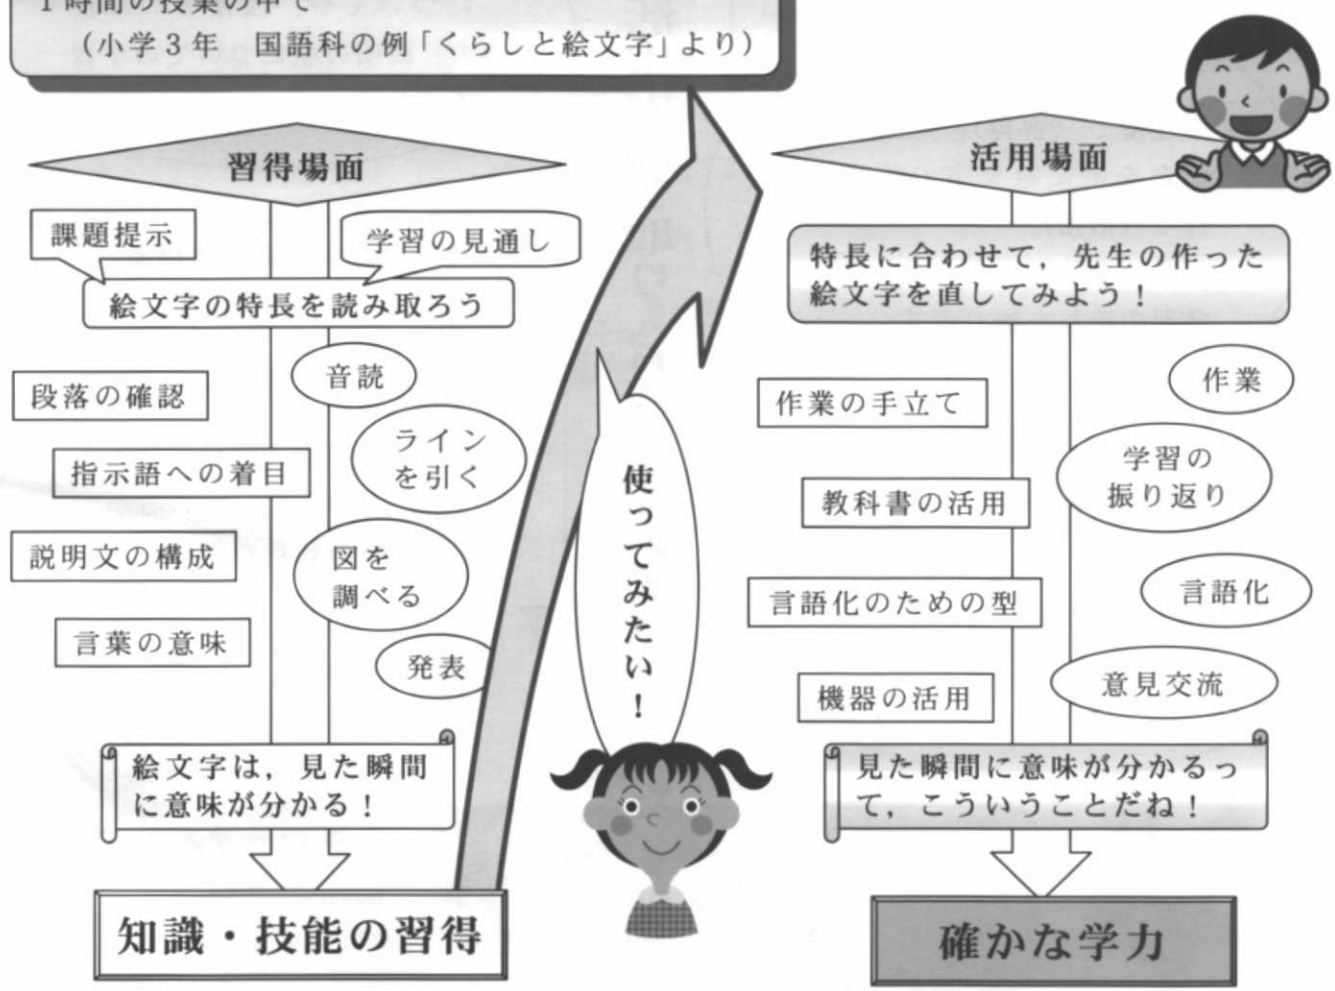 1時間の授業の中で
（小学3年　国語科の例「くらしと絵文字」より）
習得場面
課題提示
学習の見通し
絵文字の特長を読み取ろう
段落の確認
音読
ライン
を引く
指示語への着目
説明文の構成
図を
調べる
言葉の意味
発表
絵文字は，見た瞬間
に意味が分かる！
知識・技能の習得
使ってみたい！
活用場面
特長に合わせて，先生の作った
絵文字を直してみよう！
作業の手立て
作業
学習の
振り返り
教科書の活用
言語化のための型
言語化
機器の活用
意見交流
見た瞬間に意味が分かるっ
て，こういうことだね！
確かな学力